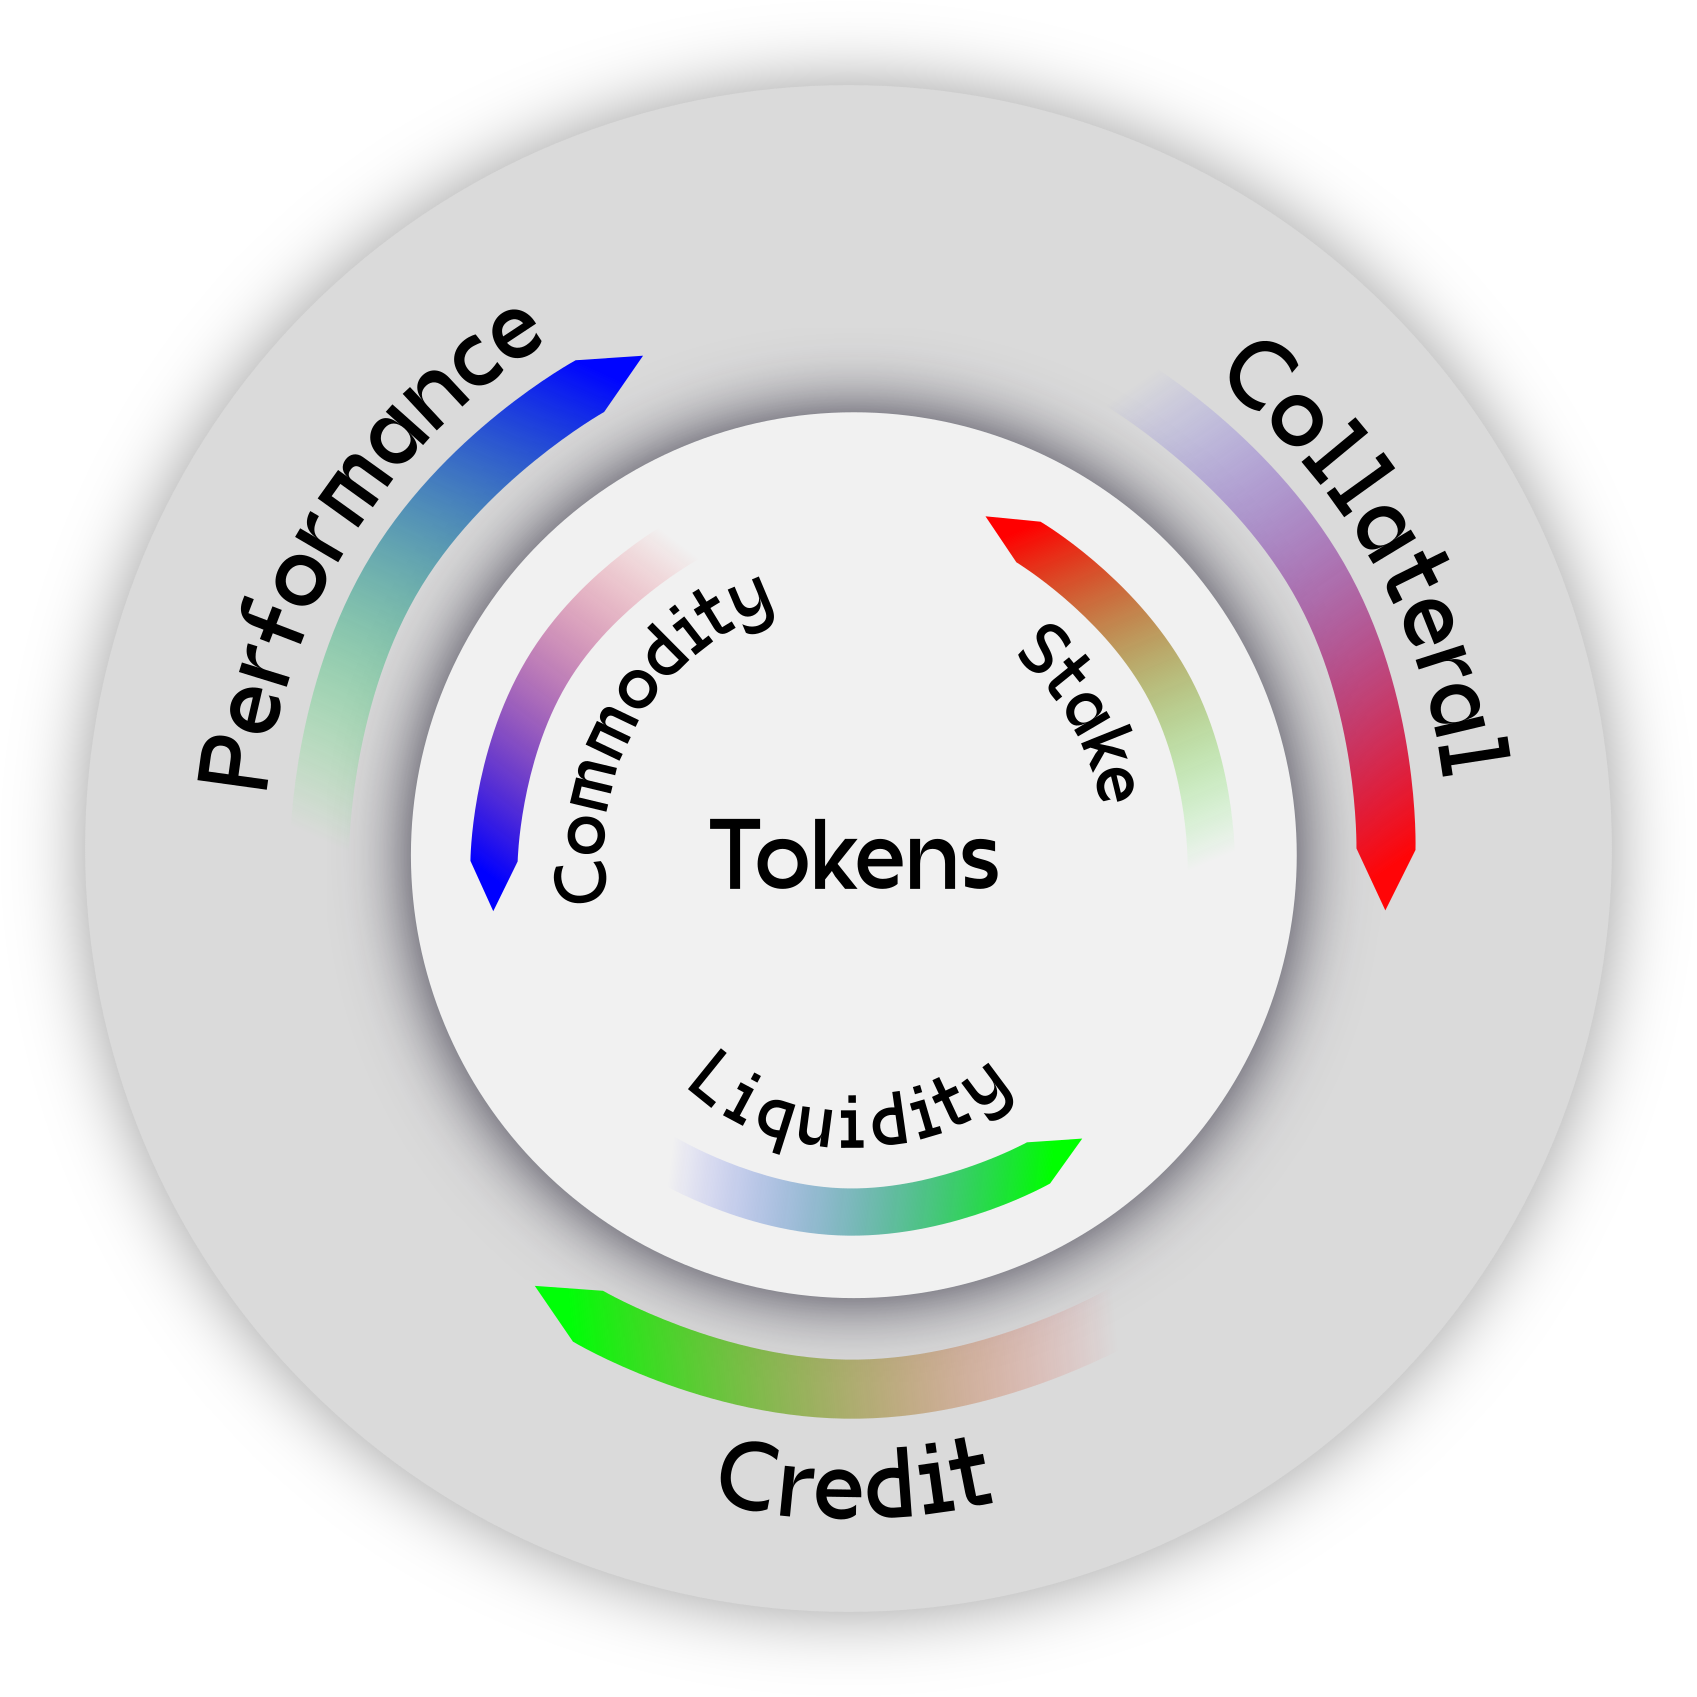 Performance
Collateral
Commodity
Stake
Tokens
Liquidity
Credit